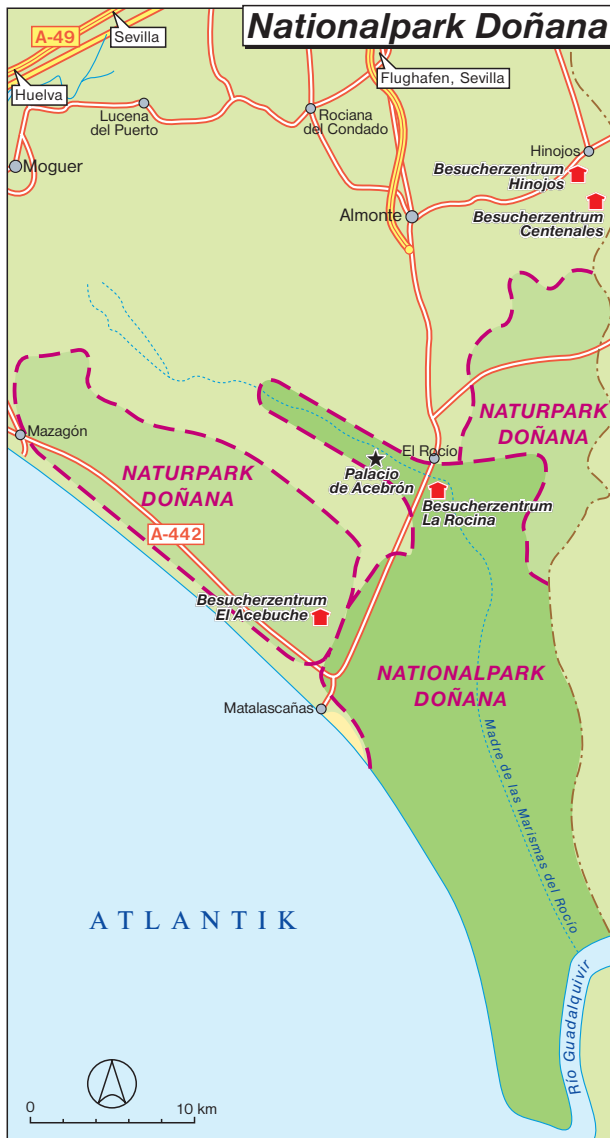 Nationalpark Doñana
A-49
Sevilla
Flughafen, Sevilla
Huelva
Lucena
del Puerto
Rociana
del Condado
Hinojos
Moguer
Besucherzentrum
Hinojos
Almonte
Besucherzentrum
Centenales
NATURPARK
DOÑANA
Mazagón
El Rocío
NATURPARK
DOÑANA
Palacio
de Acebrón
Besucherzentrum
La Rocina
A-442
Besucherzentrum
El Acebuche
NATIONALPARK
DOÑANA
Matalascañas
Madre de las Marismas del Rocío
ATLANTIK
Río Guadalquivir
0 10 km